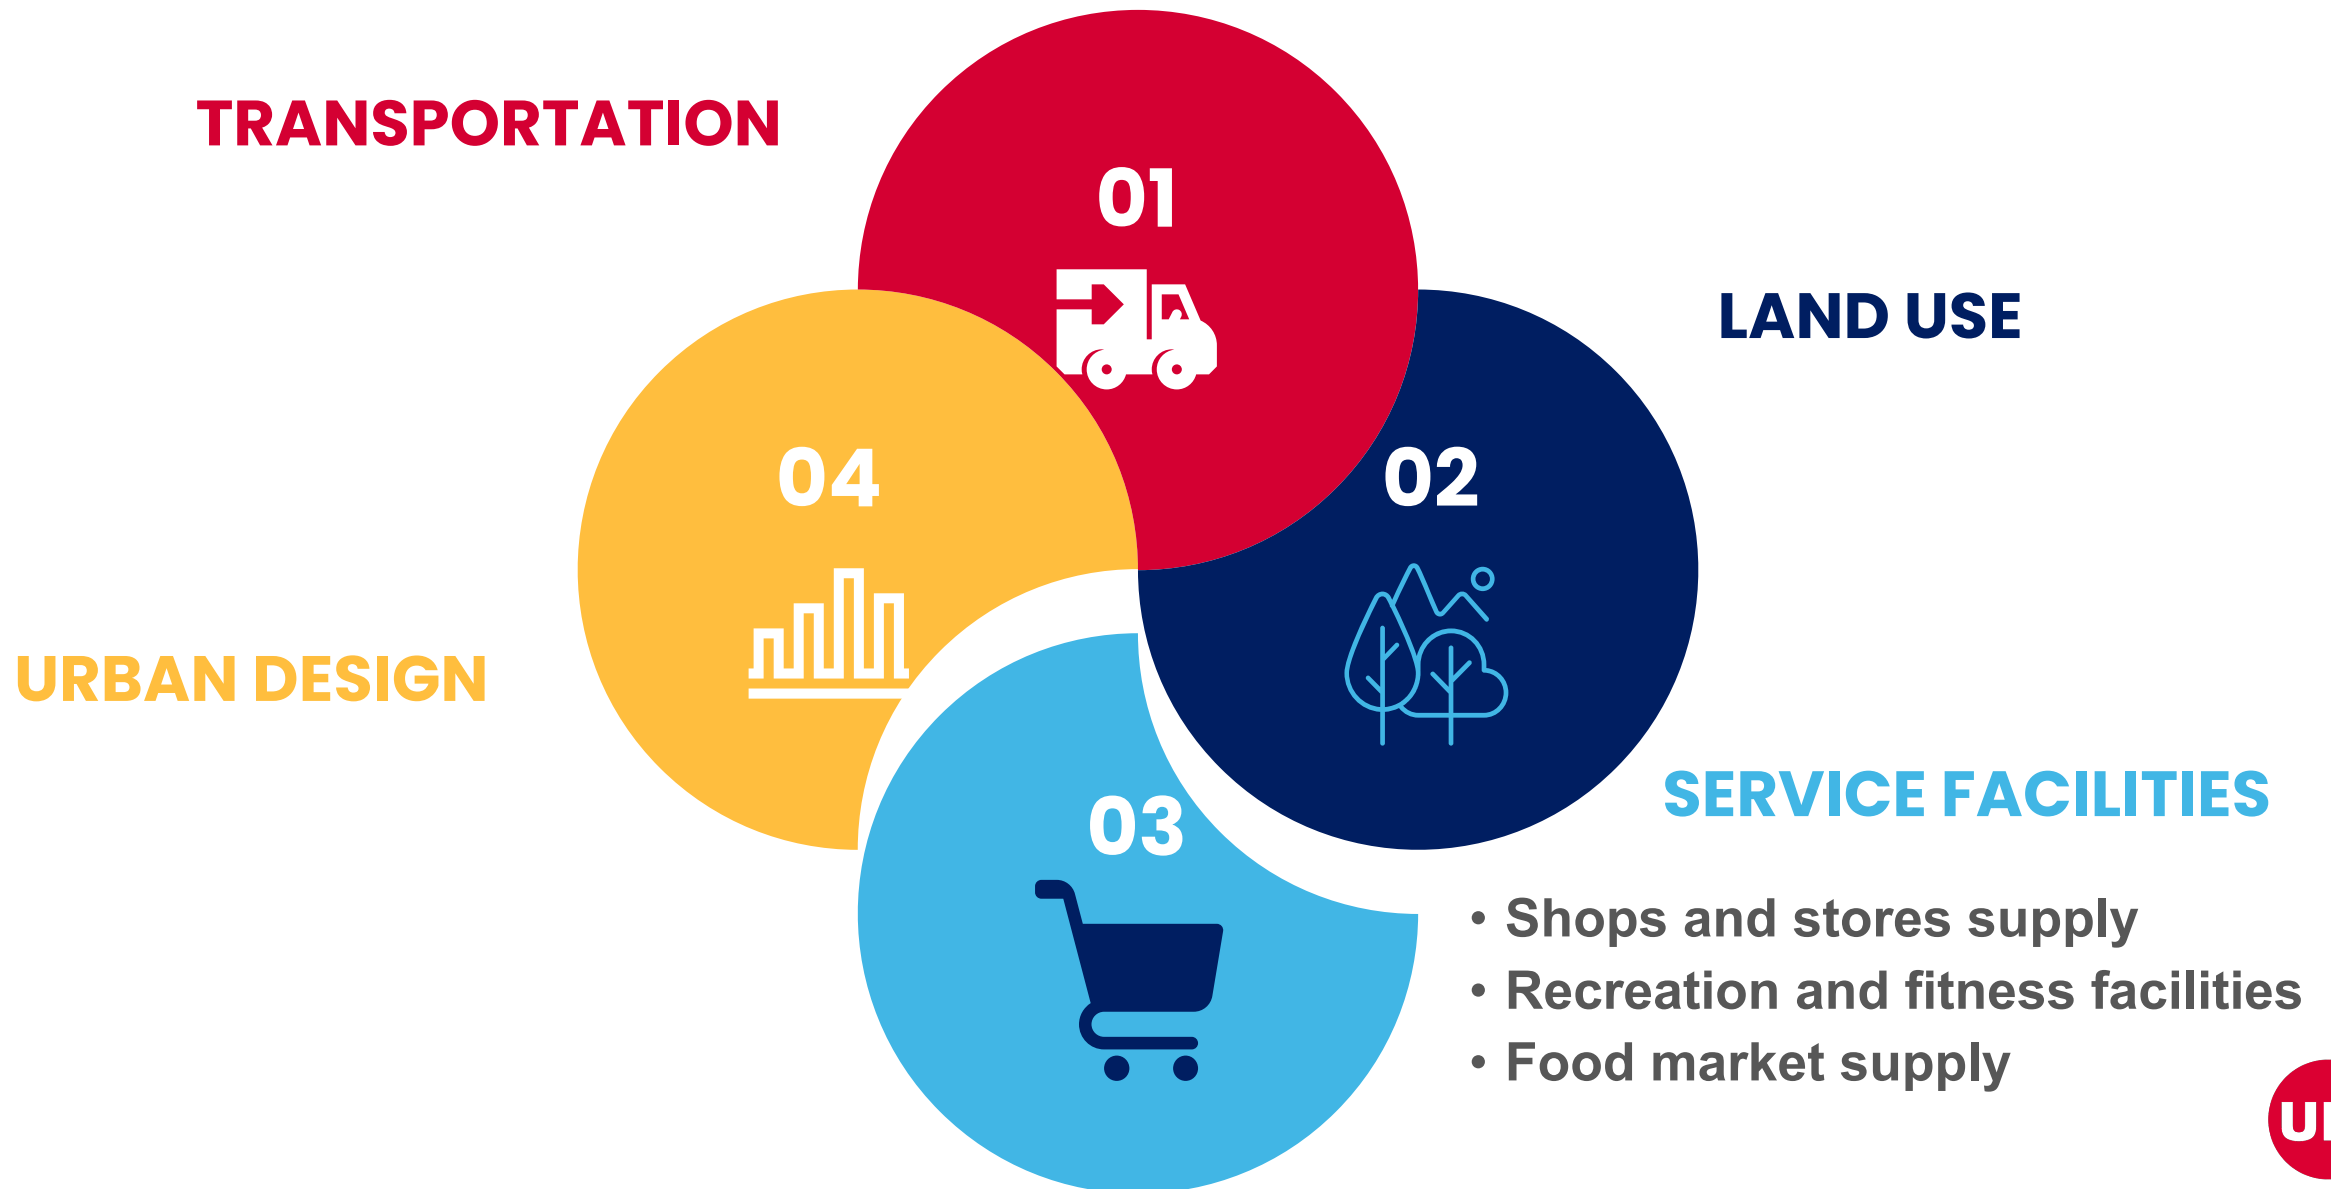 TRANSPORTATION
01
LAND USE
04
02
URBAN DESIGN
SERVICE FACILITIES
03
• Shops and stores supply
• Recreation and fitness facilities
• Food market supply